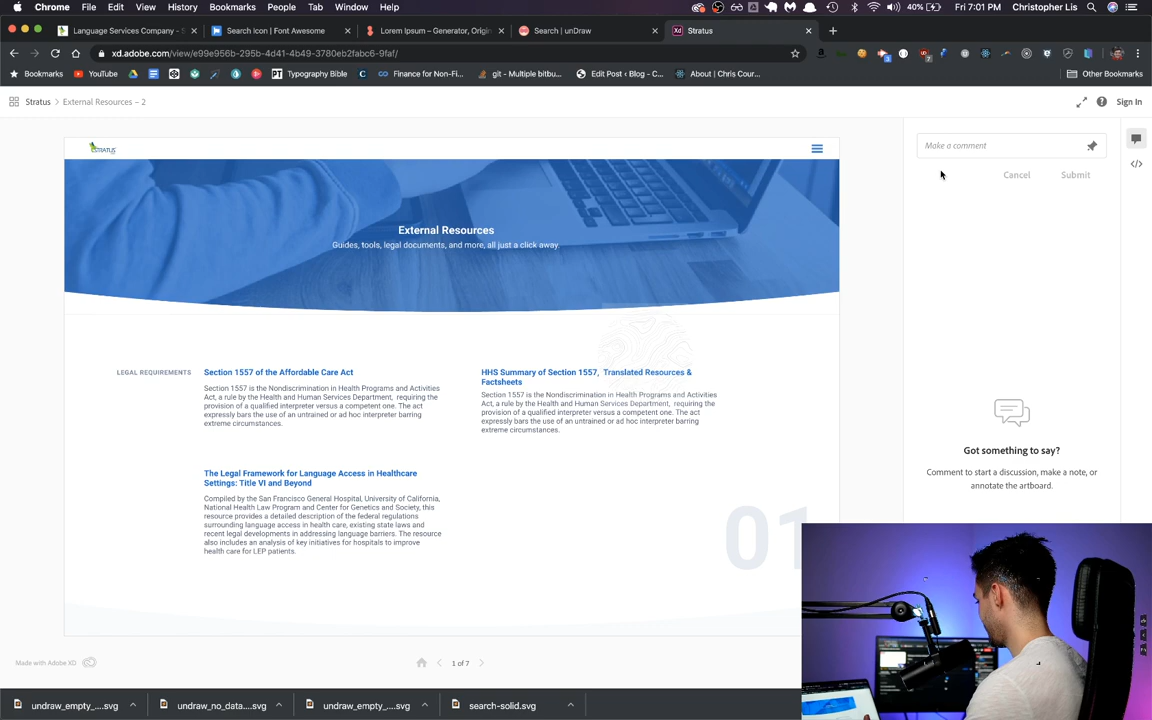 Chrome File Edit View History Bookmarks People Tab Window Help 40% Fri 7:01 PM Christopher Lis
Language Services Company - S Search Icon | Font Awesome Lorem Ipsum – Generator, Origin Search | unDraw Xd Stratus
xd.adobe.com/view/e99e956b-295b-4d41-4b49-3780eb2fabc6-9faf/
Bookmarks YouTube PT Typography Bible Finance for Non-Fi... git - Multiple bitbu... Edit Post ‹ Blog – C... About | Chris Cour... Other Bookmarks
Stratus > External Resources – 2 Sign In
STRATUS
Make a comment
Cancel Submit
External Resources
Guides, tools, legal documents, and more, all just a click away.
LEGAL REQUIREMENTS
Section 1557 of the Affordable Care Act
Section 1557 is the Nondiscrimination in Health Programs and Activities
Act, a rule by the Health and Human Services Department, requiring the
provision of a qualified interpreter versus a competent one. The act
expressly bars the use of an untrained or ad hoc interpreter barring
extreme circumstances.
HHS Summary of Section 1557, Translated Resources &
Factsheets
Section 1557 is the Nondiscrimination in Health Programs and Activities
Act, a rule by the Health and Human Services Department, requiring the
provision of a qualified interpreter versus a competent one. The act
expressly bars the use of an untrained or ad hoc interpreter barring
extreme circumstances.
The Legal Framework for Language Access in Healthcare
Settings: Title VI and Beyond
Compiled by the San Francisco General Hospital, University of California,
National Health Law Program and Center for Genetics and Society, this
resource provides a detailed description of the federal regulations
surrounding language access in health care, existing state laws and
recent legal developments in addressing language barriers. The resource
also includes an analysis of key initiatives for hospitals to improve
health care for LEP patients.
01
Got something to say?
Comment to start a discussion, make a note, or
annotate the artboard.
Made with Adobe XD
1 of 7
undraw_empty_....svg undraw_no_data....svg undraw_empty_....svg search-solid.svg